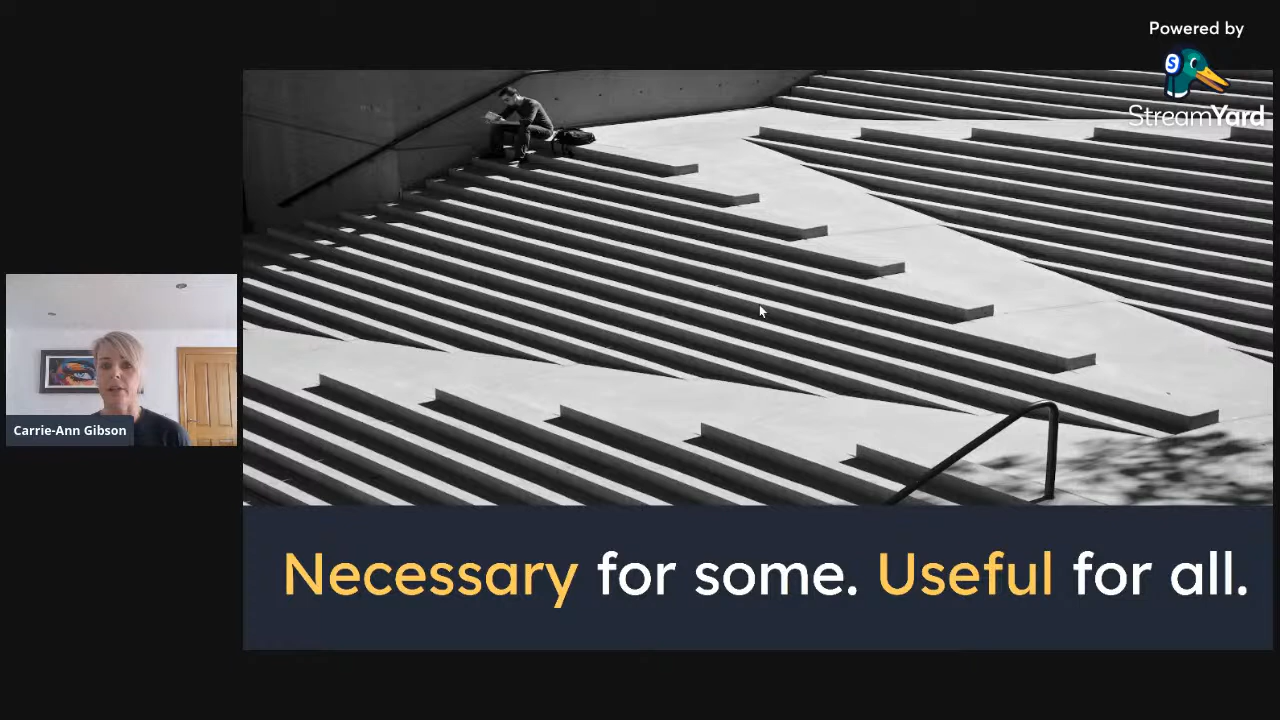 Powered by
S
StreamYard
Carrie-Ann Gibson
Necessary for some. Useful for all.